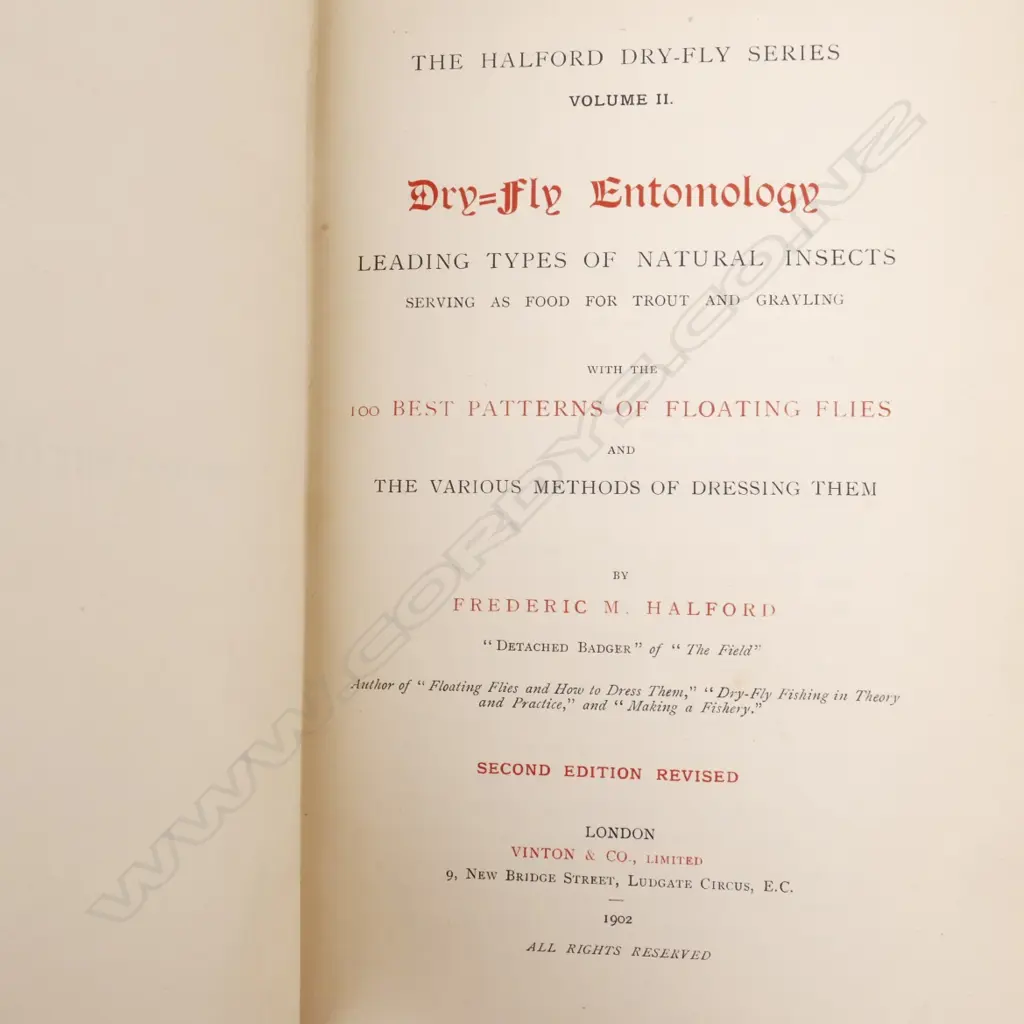 THE HALFORD DRY-FLY SERIES
VOLUME II.
Dry=Fly Entomology
LEADING TYPES OF NATURAL INSECTS
SERVING AS FOOD FOR TROUT AND GRAYLING
WITH THE
100 BEST PATTERNS OF FLOATING FLIES
AND
THE VARIOUS METHODS OF DRESSING THEM
BY
FREDERIC M. HALFORD
"DETACHED BADGER" of "The Field"
Author of "Floating Flies and How to Dress Them," "Dry-Fly Fishing in Theory
and Practice," and "Making a Fishery."
SECOND EDITION REVISED
LONDON
VINTON & CO., LIMITED
9, NEW BRIDGE STREET, LUDGATE CIRCUS, E.C.
1902
ALL RIGHTS RESERVED
WWW.CORDYS.CO.NZ